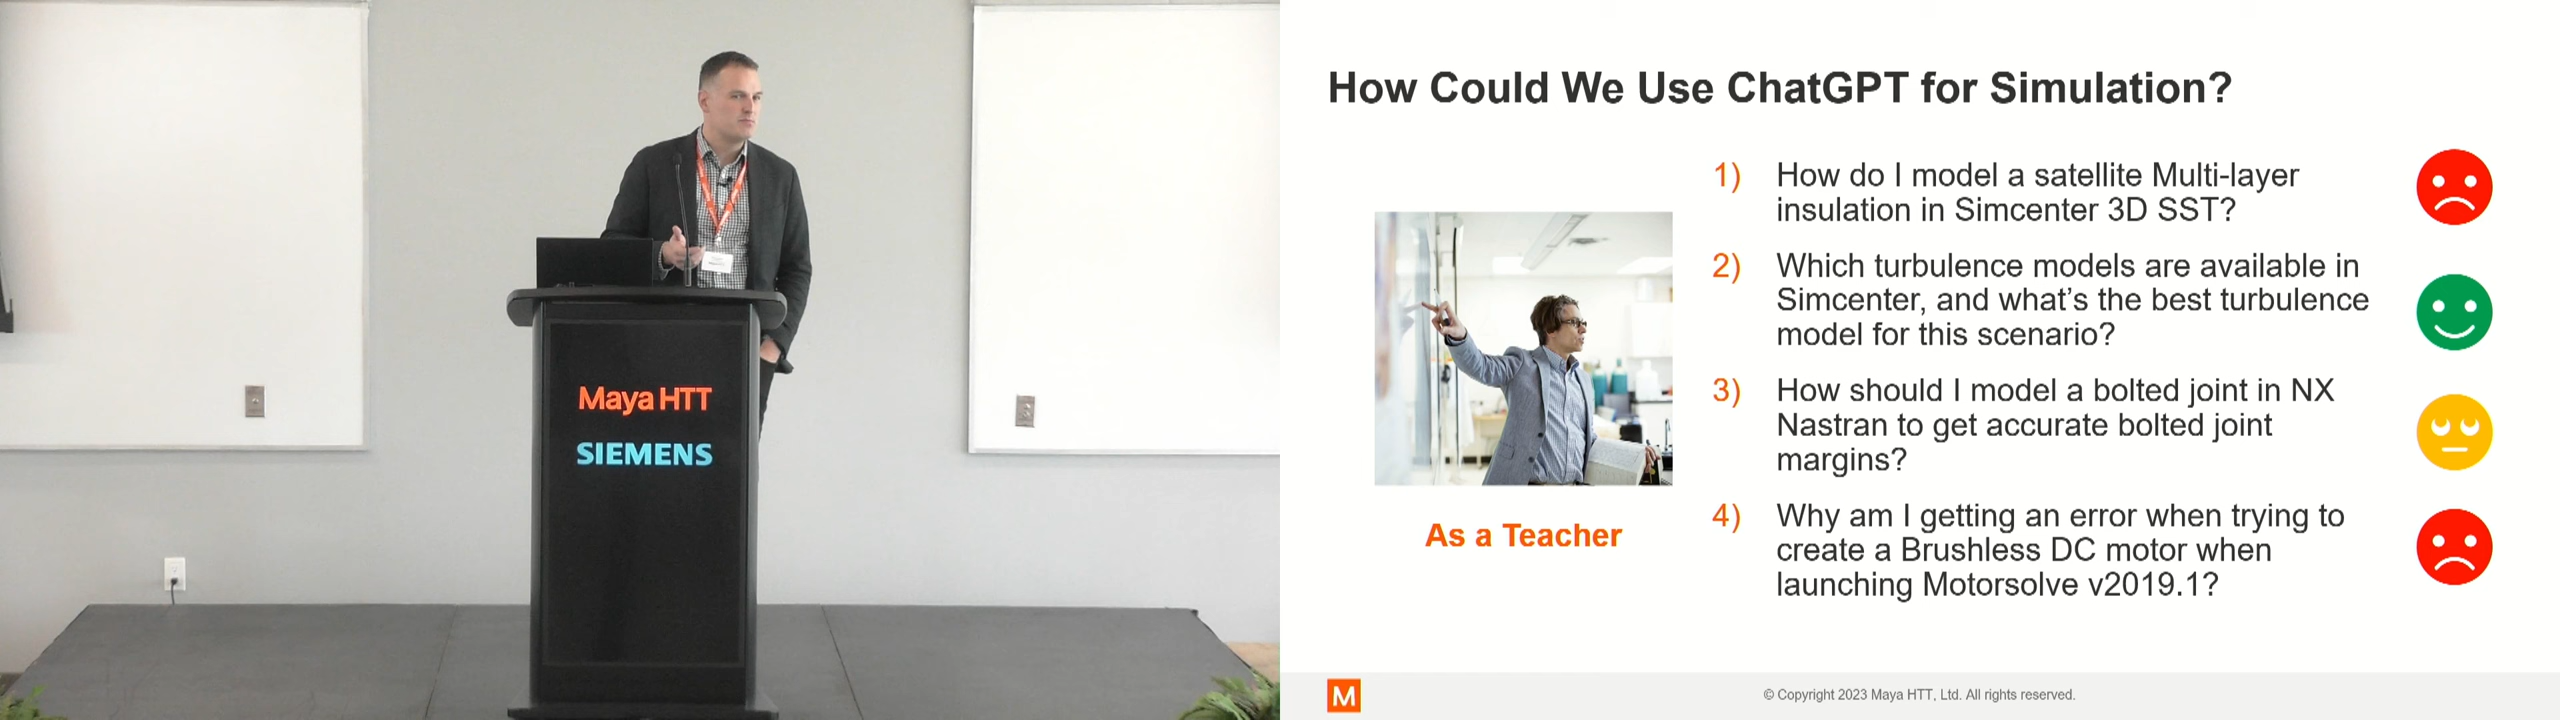 Maya HTT
SIEMENS
How Could We Use ChatGPT for Simulation?
1) How do I model a satellite Multi-layer
insulation in Simcenter 3D SST?
2) Which turbulence models are available in
Simcenter, and what's the best turbulence
model for this scenario?
3) How should I model a bolted joint in NX
Nastran to get accurate bolted joint
margins?
4) Why am I getting an error when trying to
create a Brushless DC motor when
launching Motorsolve v2019.1?
As a Teacher
M
© Copyright 2023 Maya HTT, Ltd. All rights reserved.